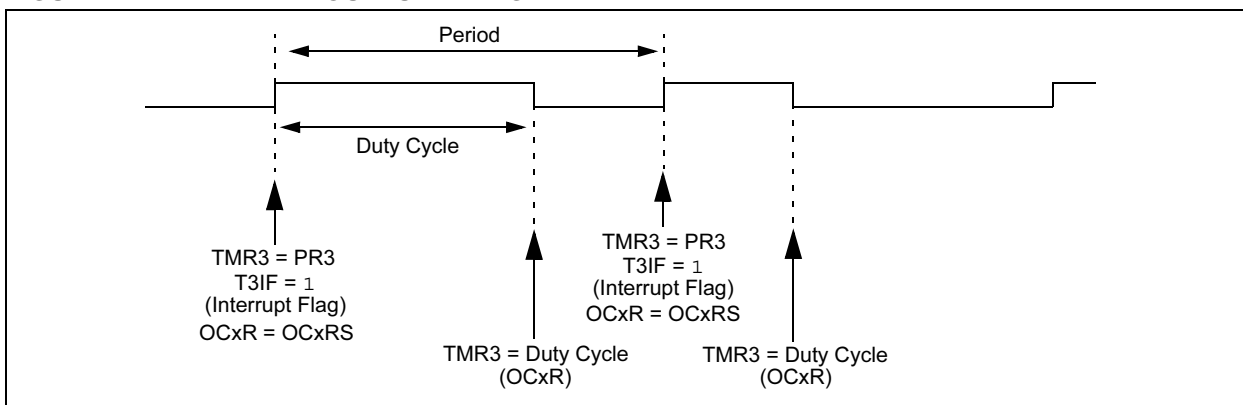 Period
Duty Cycle
TMR3 = PR3
T3IF = 1
(Interrupt Flag)
OCxR = OCxRS
TMR3 = Duty Cycle
(OCxR)
TMR3 = PR3
T3IF = 1
(Interrupt Flag)
OCxR = OCxRS
TMR3 = Duty Cycle
(OCxR)